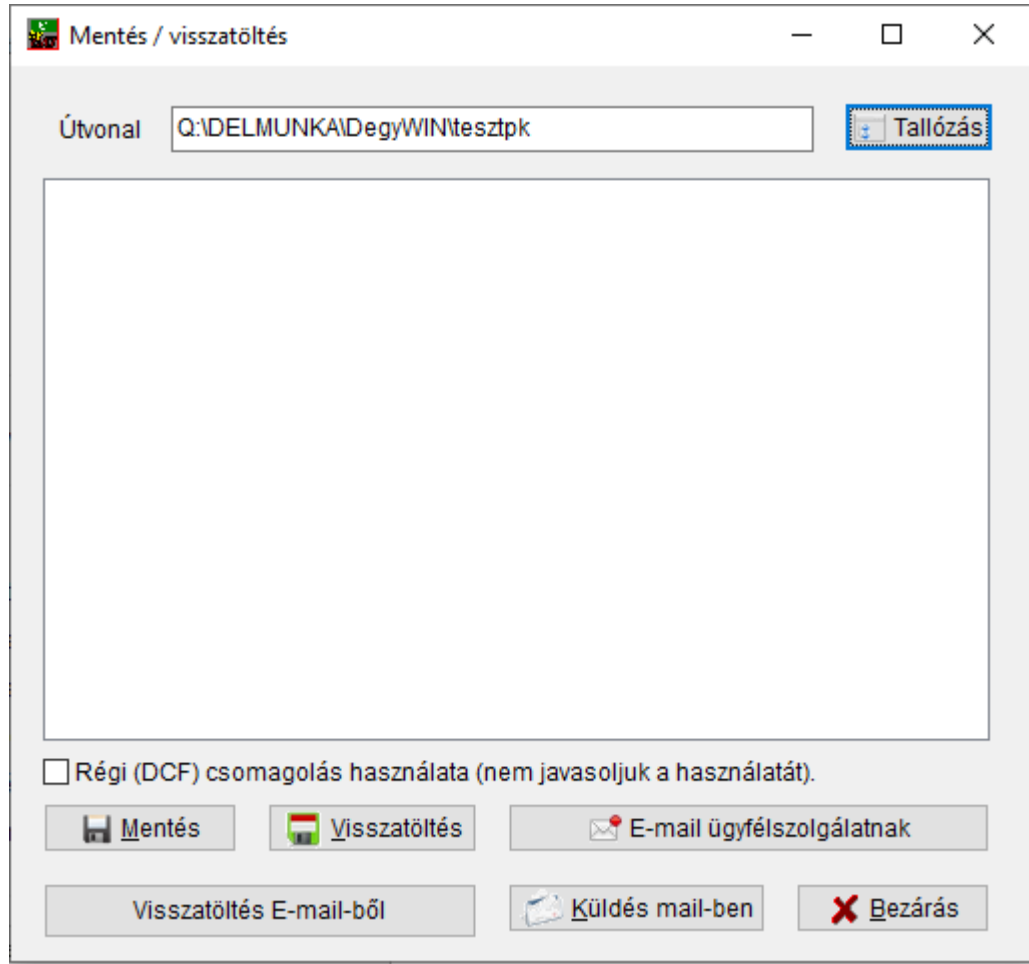 Mentés / visszatöltés
Útvonal Q:\DELMUNKA\DegyWIN\tesztpk Tallózás
Régi (DCF) csomagolás használata (nem javasoljuk a használatát).
Mentés Visszatöltés E-mail ügyfélszolgálatnak
Visszatöltés E-mail-ből Küldés mail-ben Bezárás